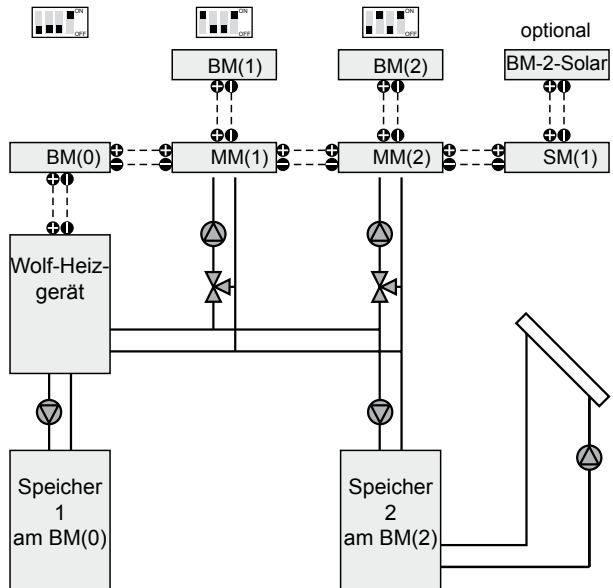 ON
OFF
ON
OFF
ON
OFF
optional
BM(1)
BM(2)
BM-2-Solar
BM(0)
MM(1)
MM(2)
SM(1)
Wolf-Heiz-
gerät
Speicher
1
am BM(0)
Speicher
2
am BM(2)